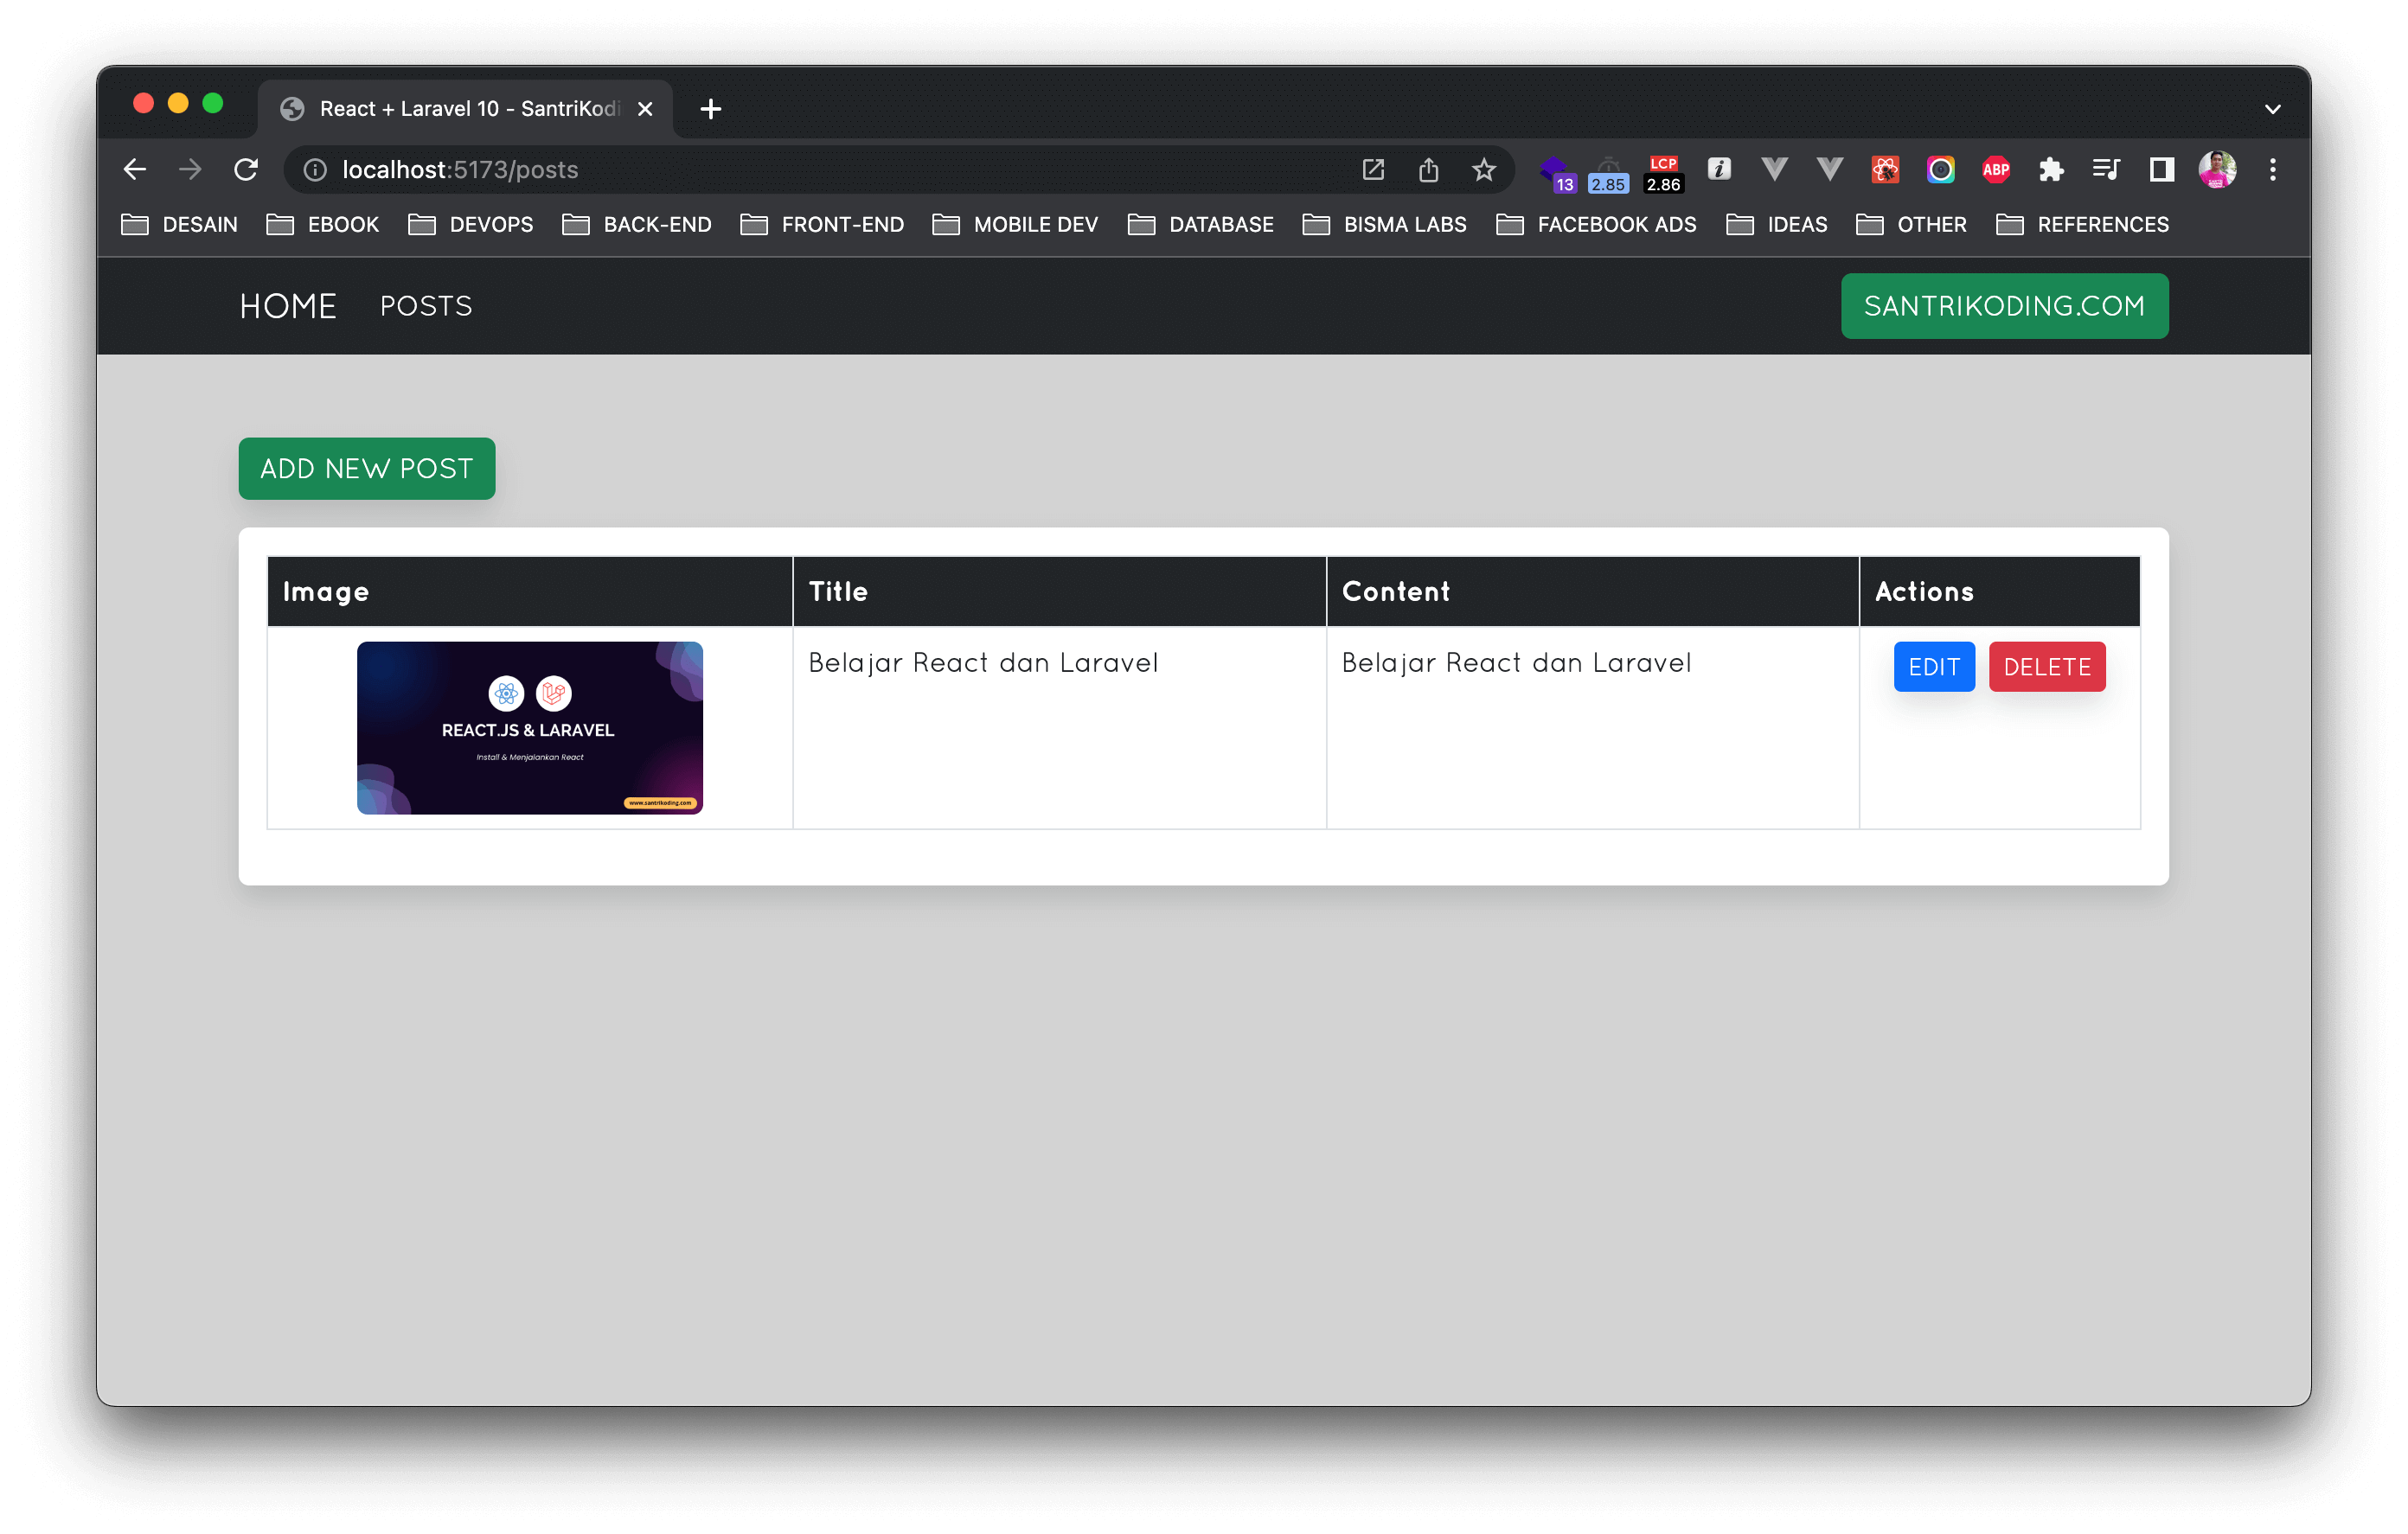 React + Laravel 10 - SantriKodi
localhost:5173/posts
13
2.85
LCP
2.86
ABP
DESAIN EBOOK DEVOPS BACK-END FRONT-END MOBILE DEV DATABASE BISMA LABS FACEBOOK ADS IDEAS OTHER REFERENCES
HOME POSTS SANTRIKODING.COM
ADD NEW POST
Image Title Content Actions
REACT.JS & LARAVEL
Install & Menjalankan React
www.santrikoding.com
Belajar React dan Laravel
Belajar React dan Laravel
EDIT DELETE